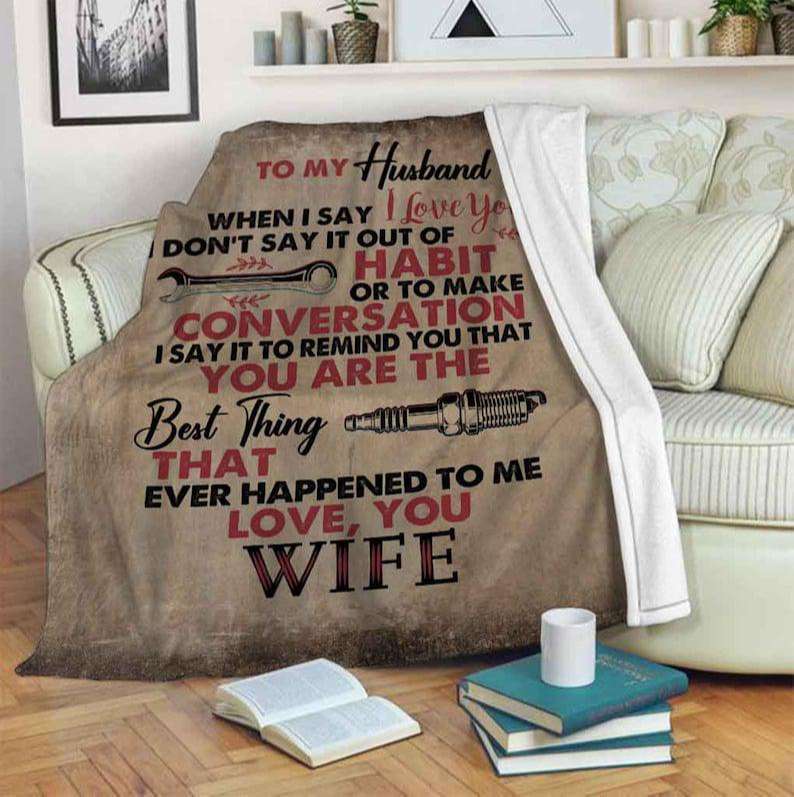 TO MY Husband
WHEN I SAY I Love Yo
I DON'T SAY IT OUT OF
HABIT
OR TO MAKE
CONVERSATION
I SAY IT TO REMIND YOU THAT
YOU ARE THE
Best Thing
THAT
EVER HAPPENED TO ME
LOVE, YOU
WIFE